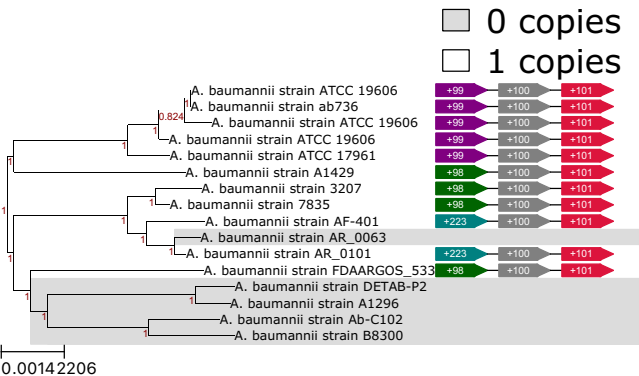 0 copies
1 copies
A. baumannii strain ATCC 19606 +99 +100 +101
1 A. baumannii strain ab736 +99 +100 +101
0.824 A. baumannii strain ATCC 19606 +99 +100 +101
1 A. baumannii strain ATCC 19606 +99 +100 +101
1 A. baumannii strain ATCC 17961 +99 +100 +101
1 A. baumannii strain A1429 +98 +100 +101
A. baumannii strain 3207 +98 +100 +101
1 1 A. baumannii strain 7835 +98 +100 +101
1 A. baumannii strain AF-401 +223 +100 +101
A. baumannii strain AR_0063
1 1 1 A. baumannii strain AR_0101 +223 +100 +101
A. baumannii strain FDAARGOS_533 +98 +100 +101
A. baumannii strain DETAB-P2
1 1 A. baumannii strain A1296
1 A. baumannii strain Ab-C102
1 A. baumannii strain B8300
0.00142206